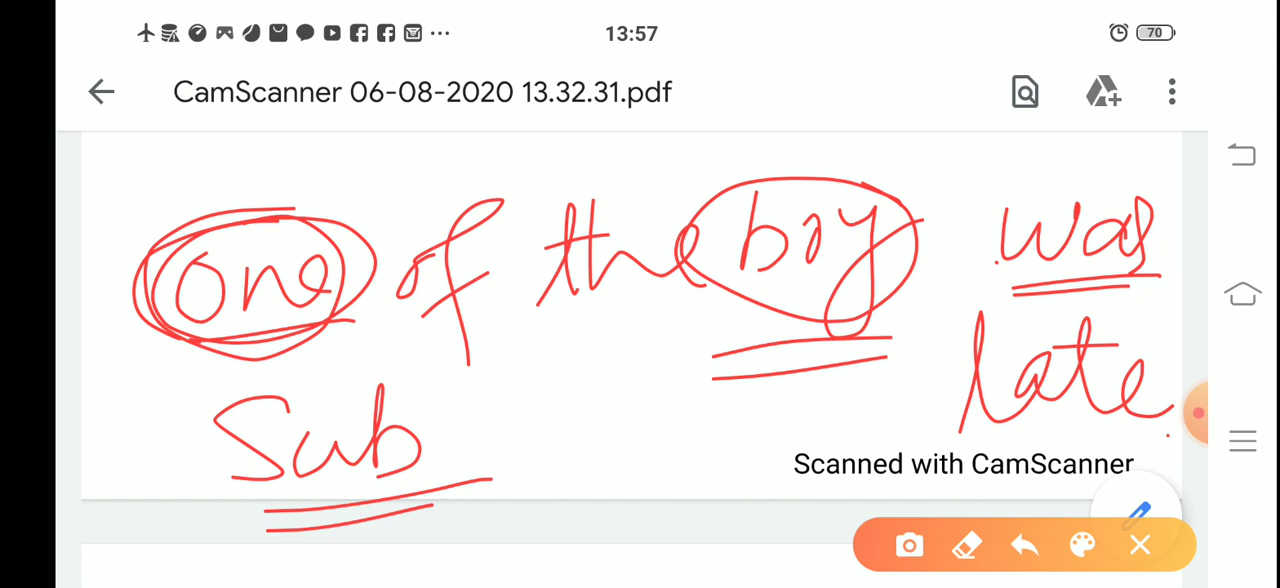 13:57
70
CamScanner 06-08-2020 13.32.31.pdf
one of the boy was
late.
Sub
Scanned with CamScanner